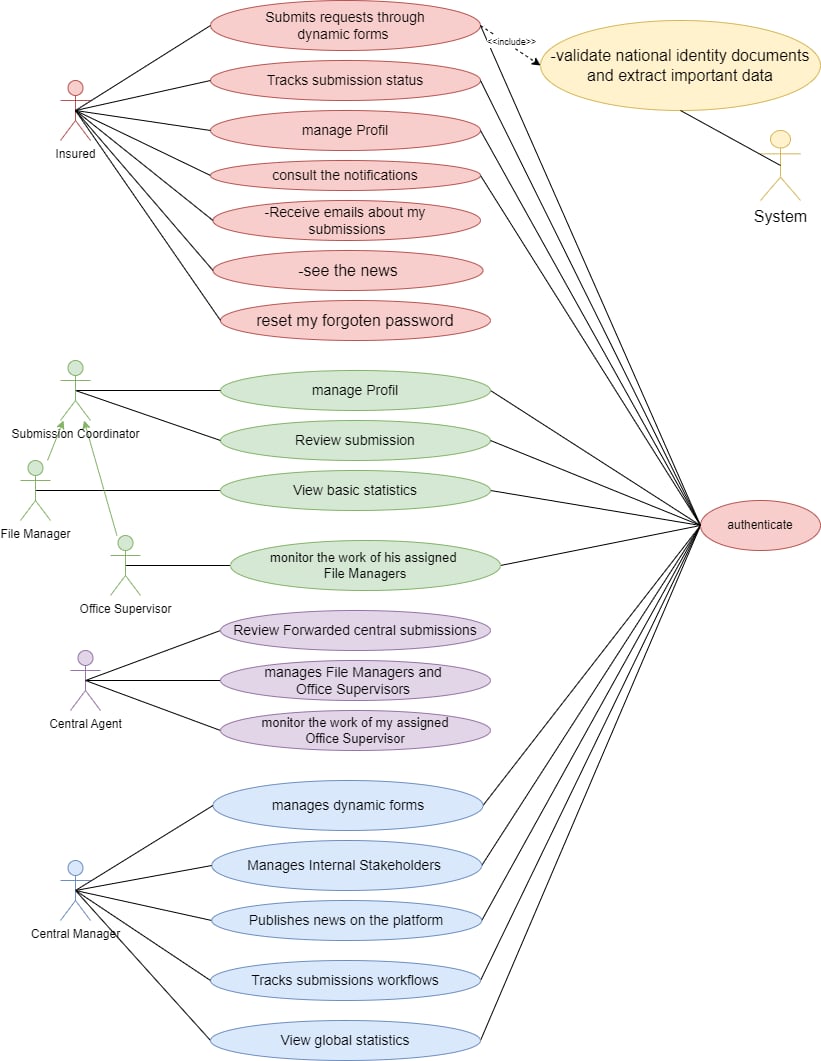 Submits requests through
dynamic forms
<<include>>
-validate national identity documents
and extract important data
Tracks submission status
manage Profil
Insured
consult the notifications
-Receive emails about my
submissions
System
-see the news
reset my forgoten password
manage Profil
Submission Coordinator
Review submission
View basic statistics
File Manager
authenticate
monitor the work of his assigned
File Managers
Office Supervisor
Review Forwarded central submissions
manages File Managers and
Office Supervisors
Central Agent
monitor the work of my assigned
Office Supervisor
manages dynamic forms
Manages Internal Stakeholders
Publishes news on the platform
Central Manager
Tracks submissions workflows
View global statistics